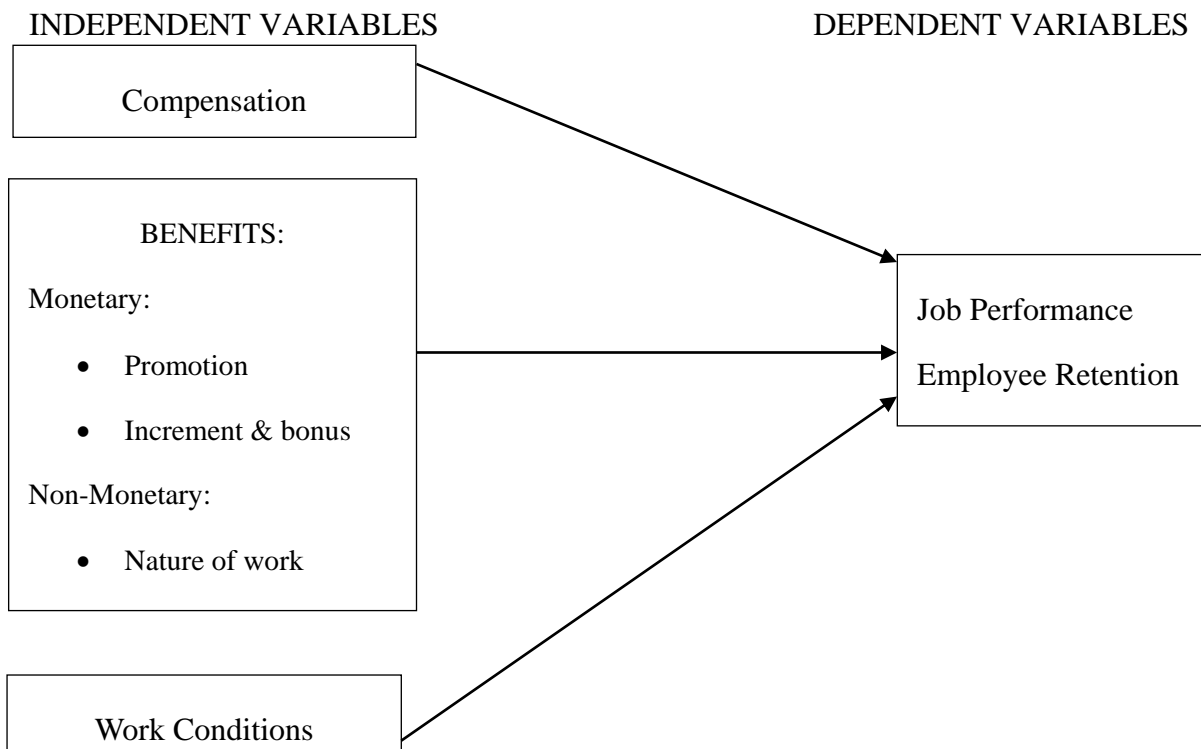 INDEPENDENT VARIABLES
DEPENDENT VARIABLES
Compensation
BENEFITS:
Monetary:
• Promotion
• Increment & bonus
Non-Monetary:
• Nature of work
Work Conditions
Job Performance
Employee Retention